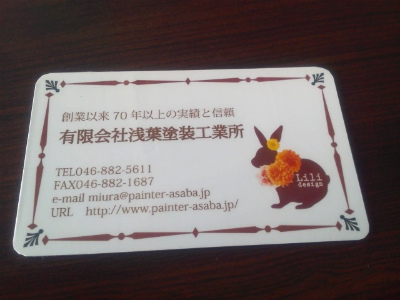 創業以来 70 年以上の実績と信頼
有限会社浅葉塗装工業所
TEL046-882-5611
FAX046-882-1687
e-mail miura@painter-asaba.jp
URL http://www.painter-asaba.jp/
Lili
design